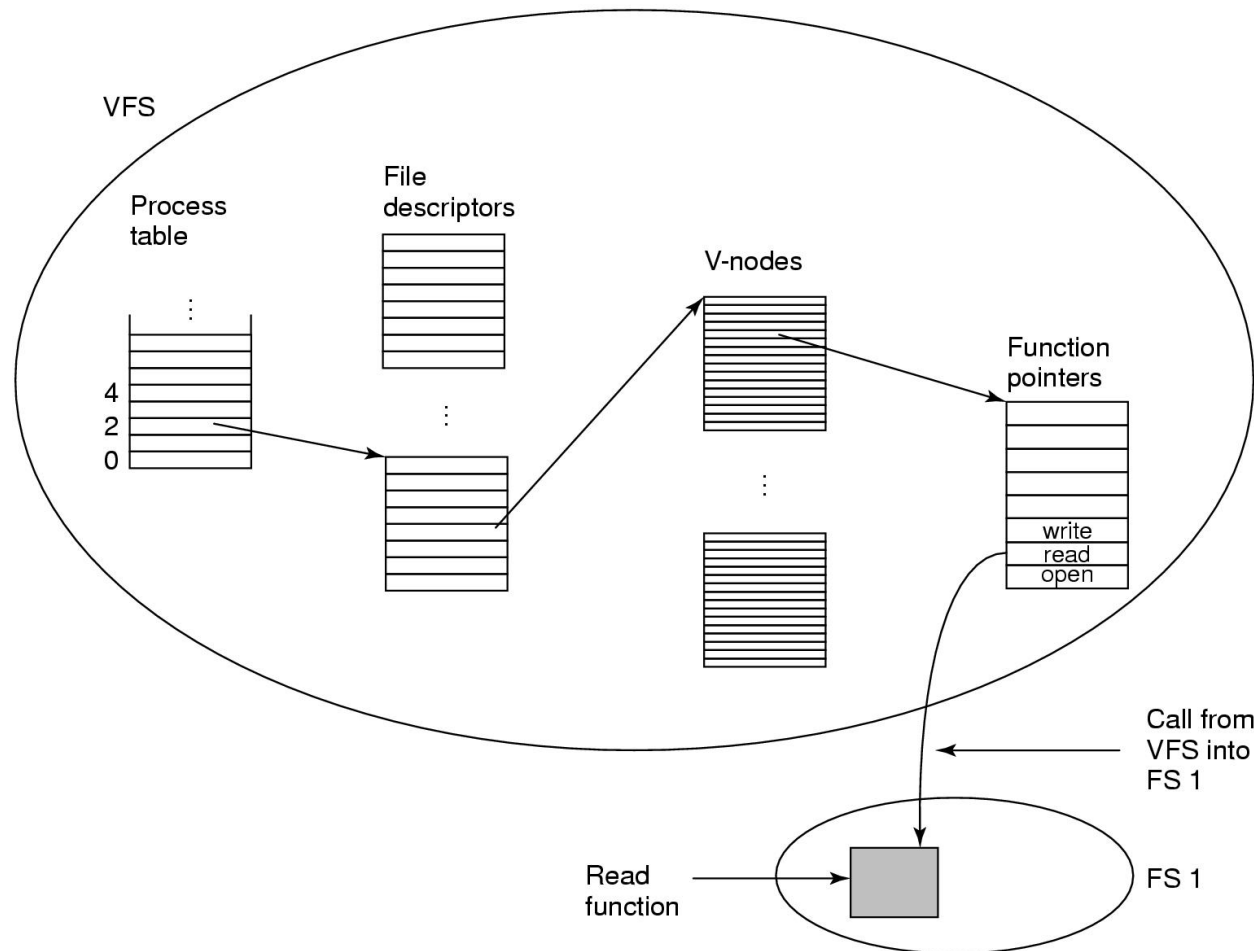 VFS
File
descriptors
Process
table
V-nodes
Function
pointers
4
2
0
write
read
open
Call from
VFS into
FS 1
Read
function
FS 1